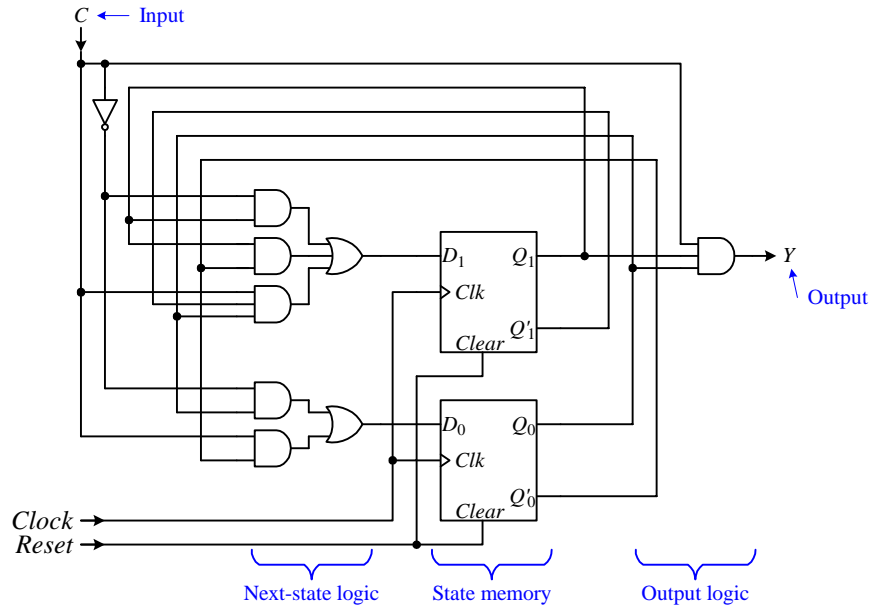 C
Input
D₁
Q₁
Clk
Q'₁
Clear
Y
Output
D₀
Q₀
Clk
Q'₀
Clear
Clock
Reset
Next-state logic
State memory
Output logic